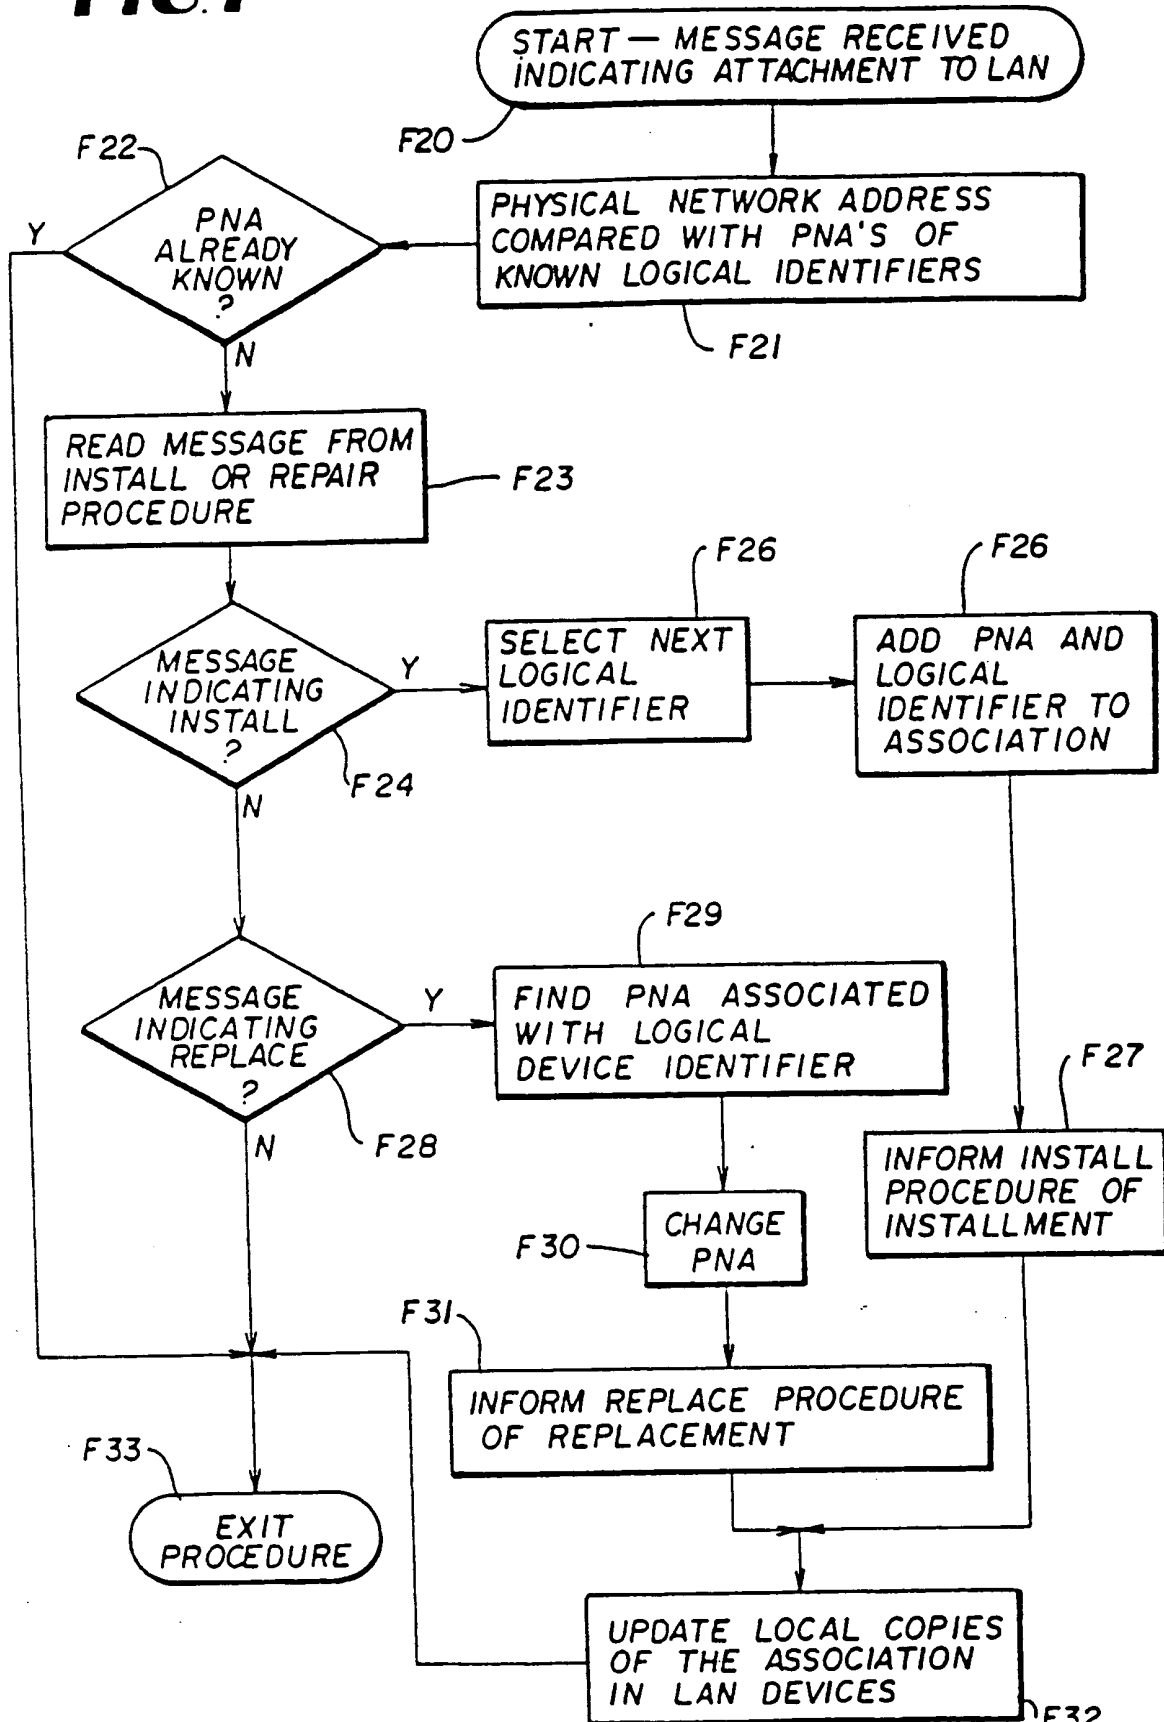 START — MESSAGE RECEIVED
INDICATING ATTACHMENT TO LAN
F20
F22
PHYSICAL NETWORK ADDRESS
COMPARED WITH PNA'S OF
KNOWN LOGICAL IDENTIFIERS
F21
PNA
ALREADY
KNOWN
?
Y
N
READ MESSAGE FROM
INSTALL OR REPAIR
PROCEDURE
F23
MESSAGE
INDICATING
INSTALL
?
Y
F24
N
F26
SELECT NEXT
LOGICAL
IDENTIFIER
F26
ADD PNA AND
LOGICAL
IDENTIFIER TO
ASSOCIATION
MESSAGE
INDICATING
REPLACE
?
Y
F28
N
F29
FIND PNA ASSOCIATED
WITH LOGICAL
DEVICE IDENTIFIER
F27
INFORM INSTALL
PROCEDURE OF
INSTALLMENT
F30
CHANGE
PNA
F31
INFORM REPLACE PROCEDURE
OF REPLACEMENT
F33
EXIT
PROCEDURE
UPDATE LOCAL COPIES
OF THE ASSOCIATION
IN LAN DEVICES
F32